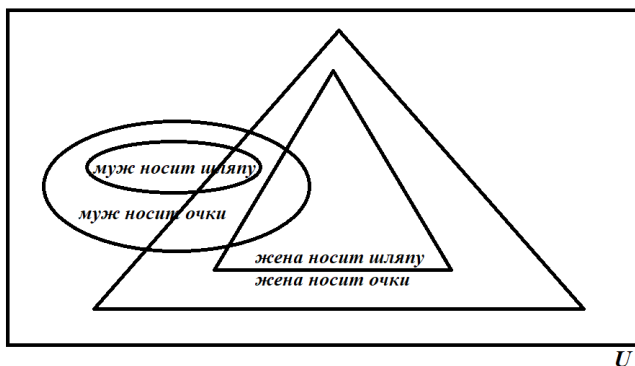 муж носит шляпу
муж носит очки
жена носит шляпу
жена носит очки
U